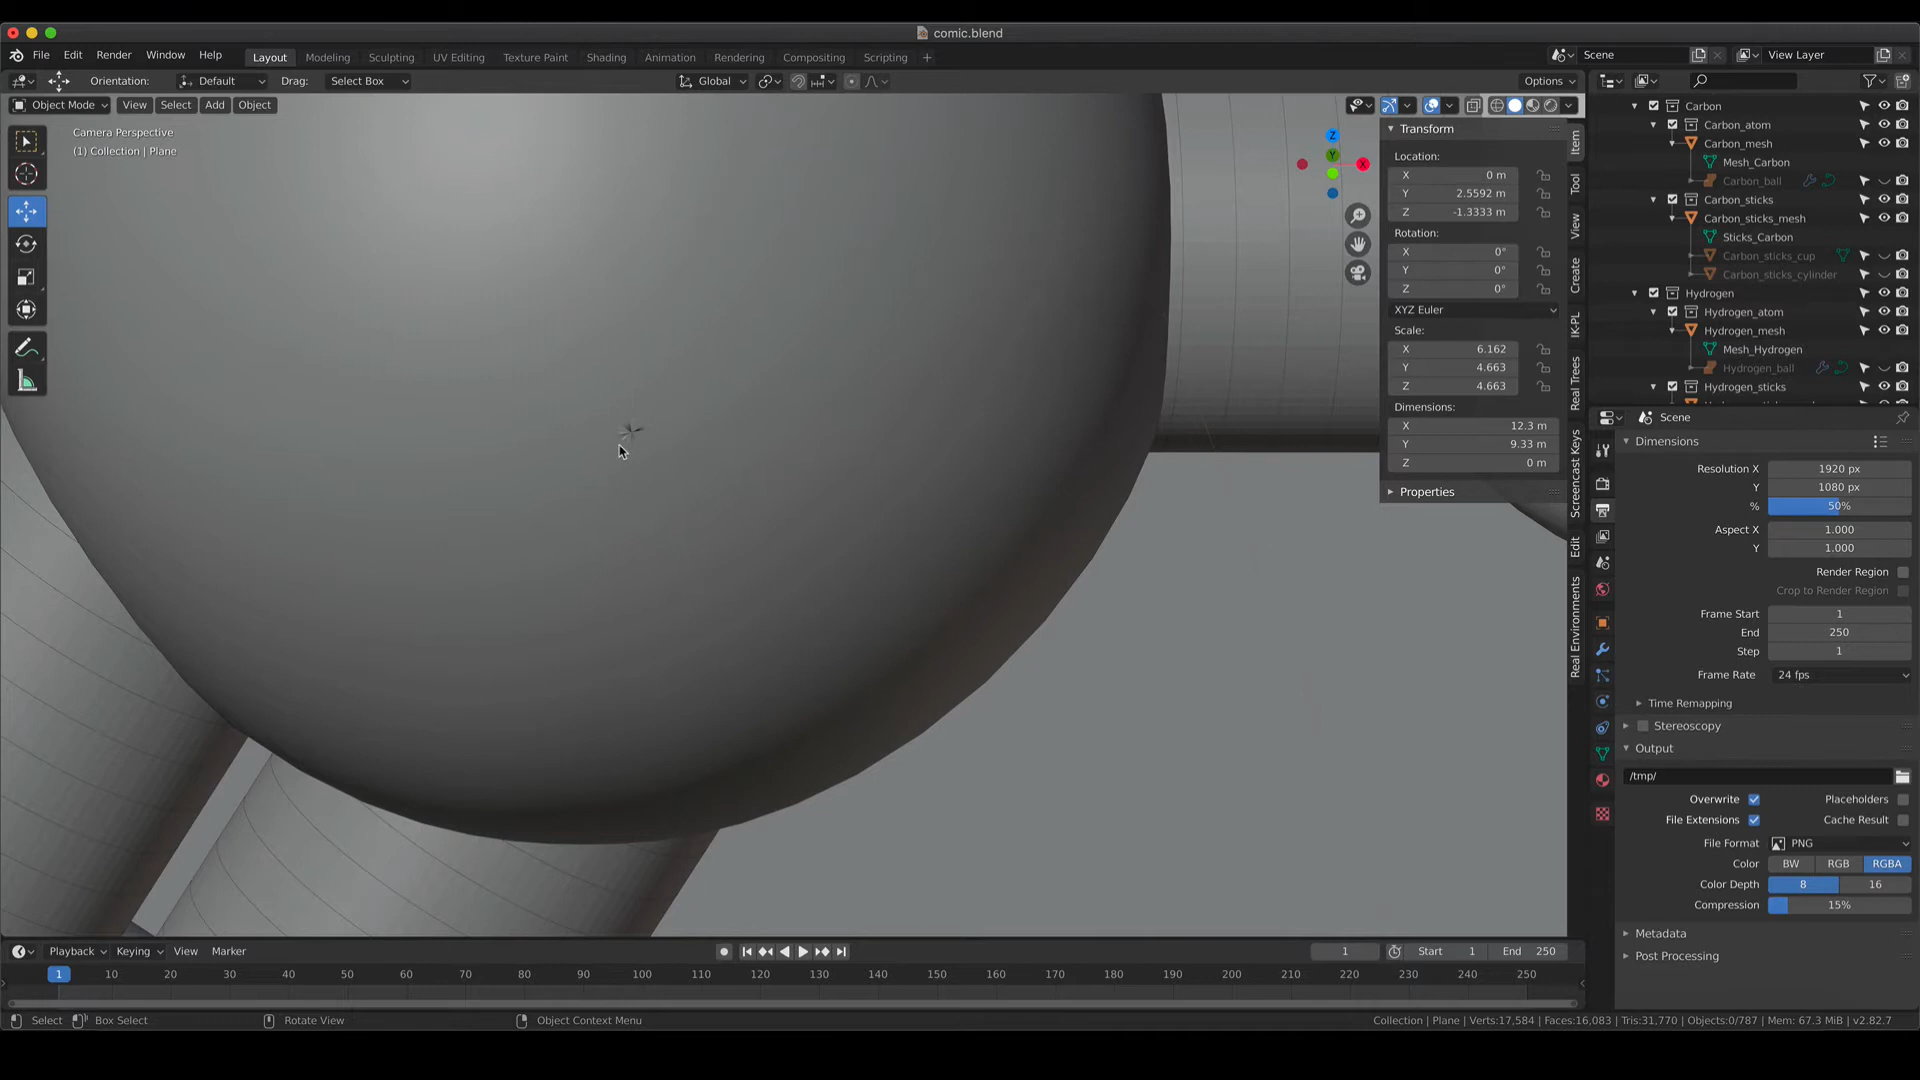 comic.blend
File Edit Render Window Help Layout Modeling Sculpting UV Editing Texture Paint Shading Animation Rendering Compositing Scripting + Scene View Layer
Orientation: Default Drag: Select Box Global Options
Object Mode View Select Add Object
Camera Perspective
(1) Collection | Plane
Z
Y
X
Transform
Location:
X 0 m
Y 2.5592 m
Z -1.3333 m
Rotation:
X 0°
Y 0°
Z 0°
XYZ Euler
Scale:
X 6.162
Y 4.663
Z 4.663
Dimensions:
X 12.3 m
Y 9.33 m
Z 0 m
Properties
Item
Tool
View
Create
IK-PL
Real Trees
Screencast Keys
Edit
Real Environments
Carbon
Carbon_atom
Carbon_mesh
Mesh_Carbon
Carbon_ball
Carbon_sticks
Carbon_sticks_mesh
Sticks_Carbon
Carbon_sticks_cup
Carbon_sticks_cylinder
Hydrogen
Hydrogen_atom
Hydrogen_mesh
Mesh_Hydrogen
Hydrogen_ball
Hydrogen_sticks
Scene
Dimensions
Resolution X 1920 px
Y 1080 px
% 50%
Aspect X 1.000
Y 1.000
Render Region
Crop to Render Region
Frame Start 1
End 250
Step 1
Frame Rate 24 fps
Time Remapping
Stereoscopy
Output
/tmp/
Overwrite Placeholders
File Extensions Cache Result
File Format PNG
Color BW RGB RGBA
Color Depth 8 16
Compression 15%
Metadata
Post Processing
Playback Keying View Marker 1 Start 1 End 250
1 10 20 30 40 50 60 70 80 90 100 110 120 130 140 150 160 170 180 190 200 210 220 230 240 250
Select Box Select Rotate View Object Context Menu Collection | Plane | Verts:17,584 | Faces:16,083 | Tris:31,770 | Objects:0/787 | Mem: 67.3 MiB | v2.82.7